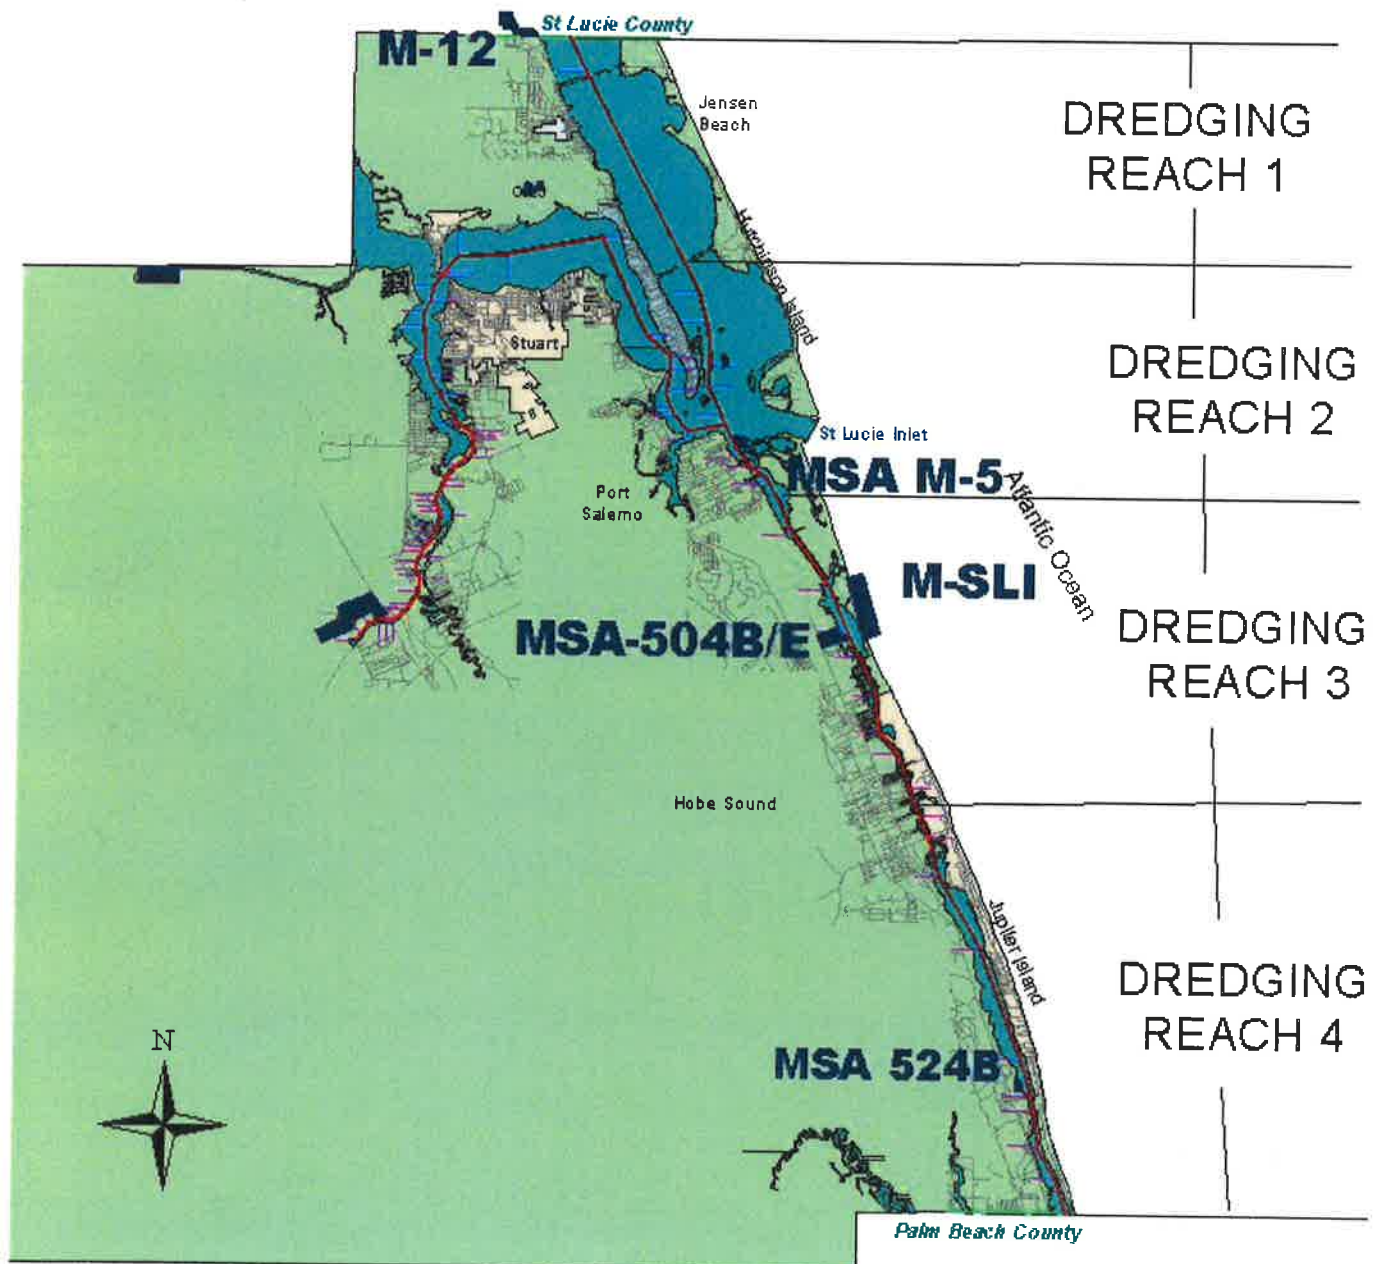 St Lucie County
M-12
Jensen
Beach
DREDGING
REACH 1
Hutchinson Island
Stuart
DREDGING
REACH 2
St Lucie Inlet
MSA M-5
Port
Salerno
Atlantic Ocean
M-SLI
MSA-504B/E
DREDGING
REACH 3
Hobe Sound
Jupiter Island
DREDGING
REACH 4
N
MSA 524B
Palm Beach County